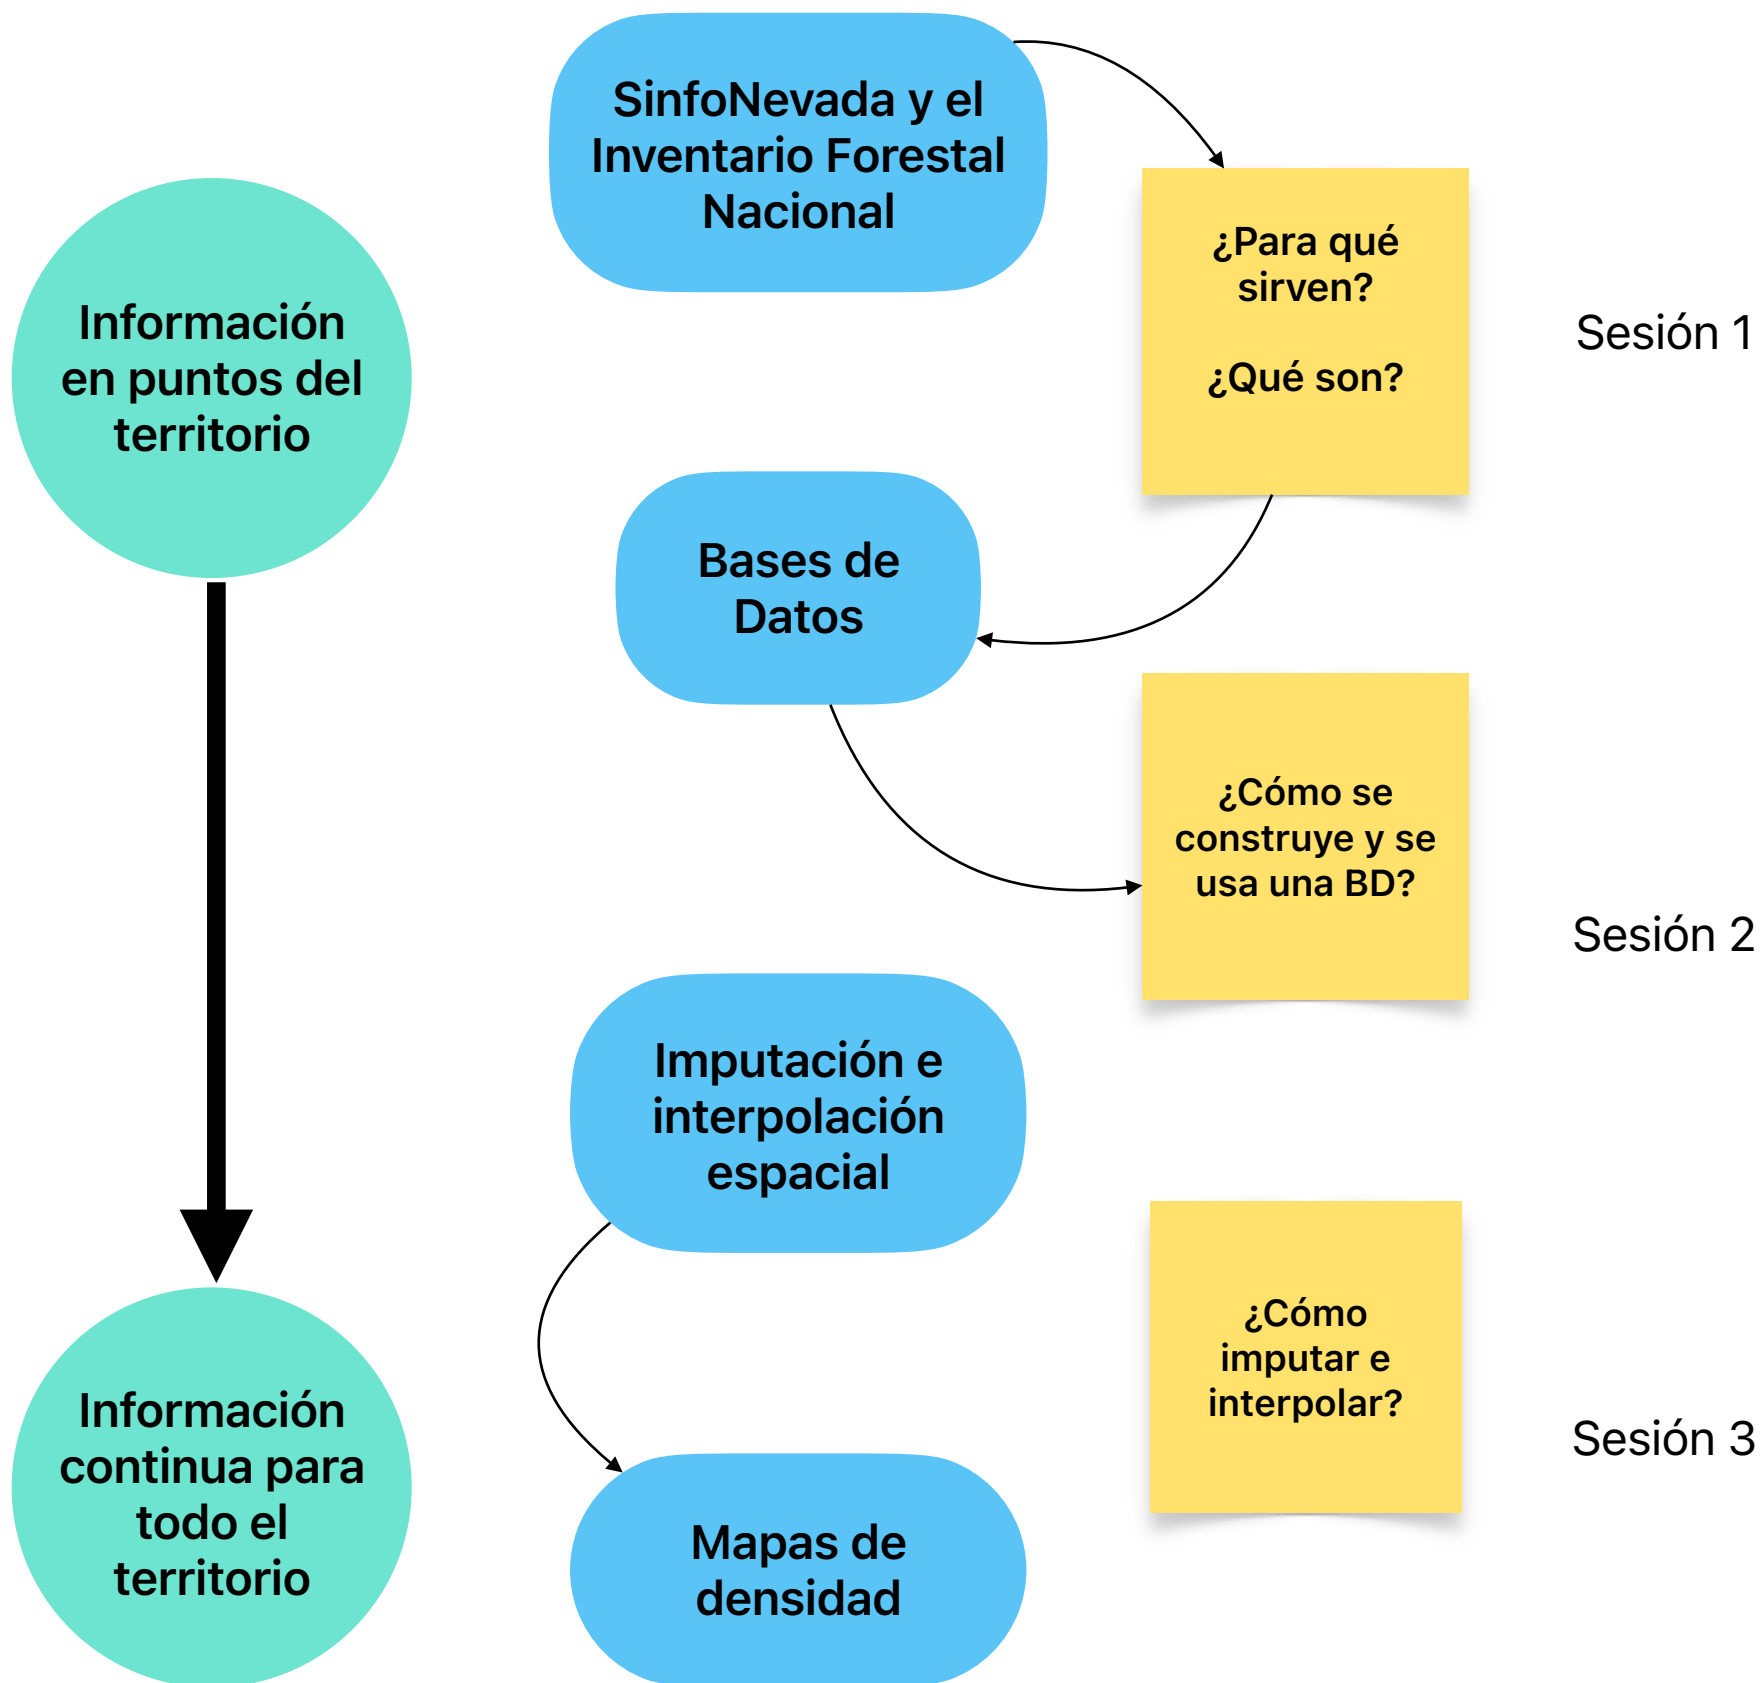 SinfoNevada y el
Inventario Forestal
Nacional
¿Para qué
sirven?
¿Qué son?
Sesión 1
Información
en puntos del
territorio
Bases de
Datos
¿Cómo se
construye y se
usa una BD?
Sesión 2
Imputación e
interpolación
espacial
¿Cómo
imputar e
interpolar?
Sesión 3
Información
continua para
todo el
territorio
Mapas de
densidad